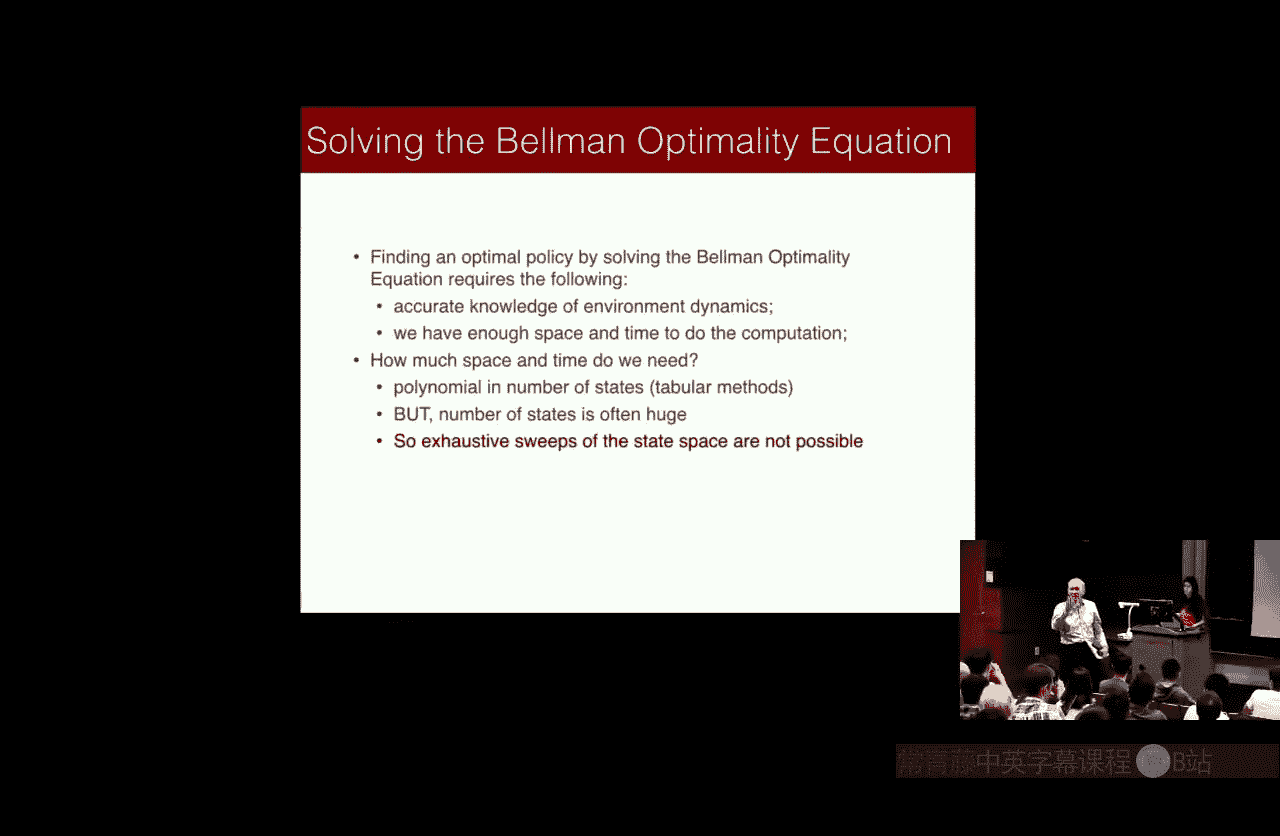 Solving the Bellman Optimality Equation
• Finding an optimal policy by solving the Bellman Optimality
Equation requires the following:
• accurate knowledge of environment dynamics;
• we have enough space and time to do the computation;
• How much space and time do we need?
• polynomial in number of states (tabular methods)
• BUT, number of states is often huge
• So exhaustive sweeps of the state space are not possible
常青藤中英字幕课程 B站